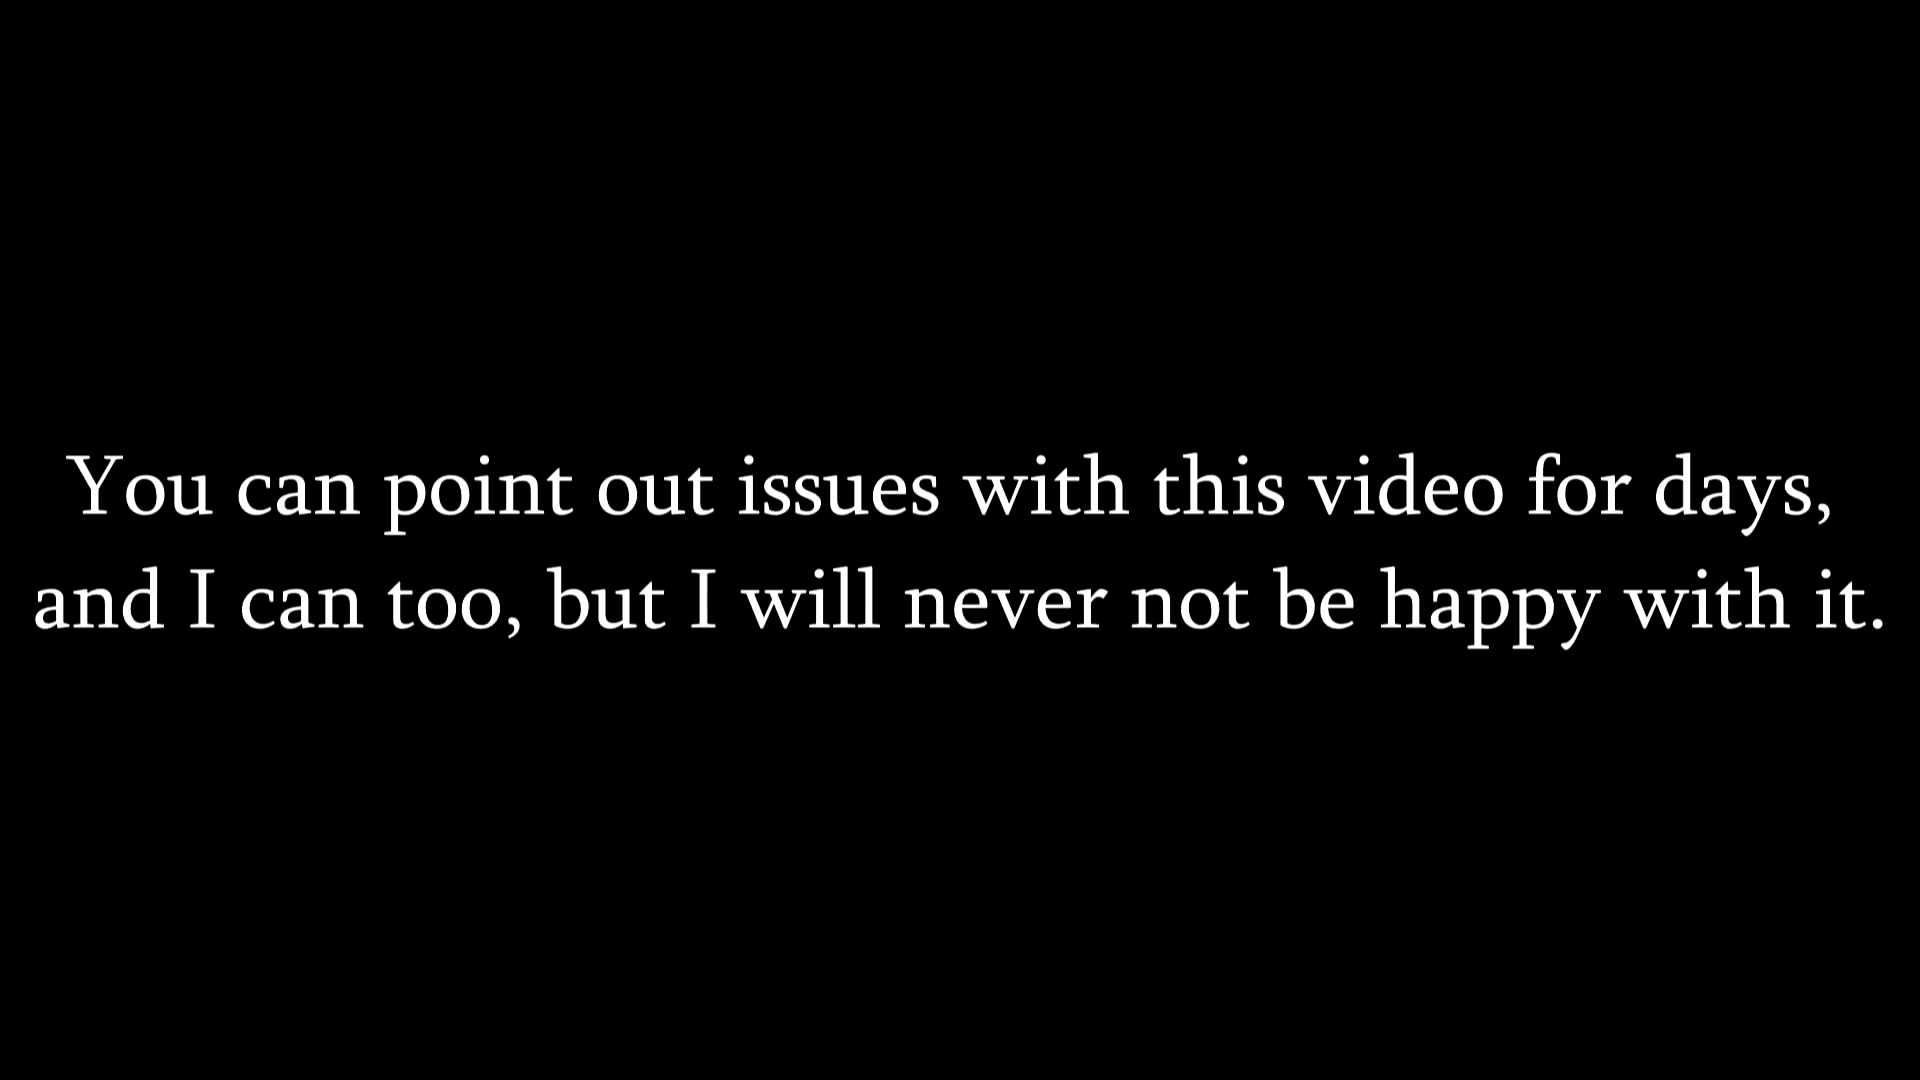 You can point out issues with this video for days,
and I can too, but I will never not be happy with it.